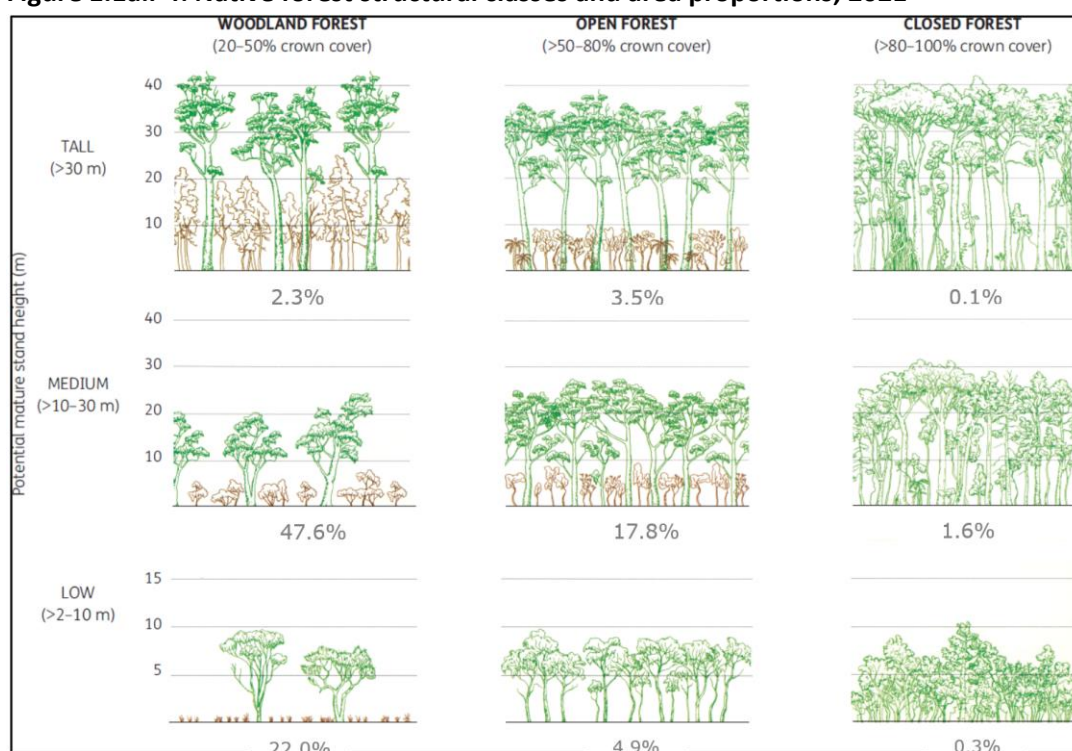 WOODLAND FOREST
(20–50% crown cover)
OPEN FOREST
(>50–80% crown cover)
CLOSED FOREST
(>80–100% crown cover)
Potential mature stand height (m)
TALL
(>30 m)
40
30
20
10
2.3%
3.5%
0.1%
MEDIUM
(>10–30 m)
40
30
20
10
47.6%
17.8%
1.6%
LOW
(>2–10 m)
15
10
5
22.0%
4.9%
0.3%